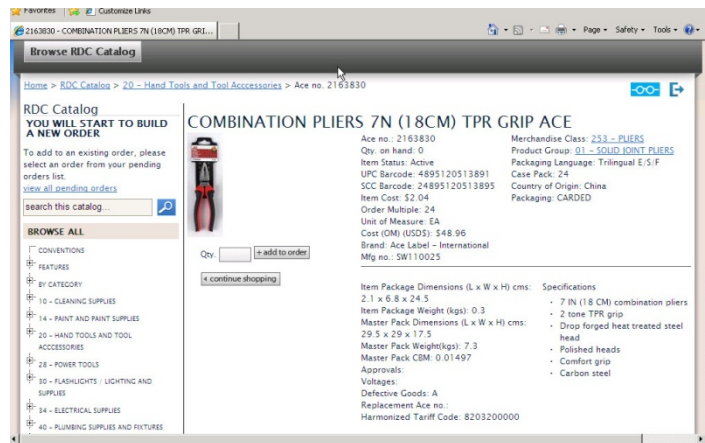 Favorites
Customize Links
2163830 - COMBINATION PLIERS 7N (18CM) TPR GRI...
Page
Safety
Tools
Browse RDC Catalog
Home > RDC Catalog > 20 - Hand Tools and Tool Acccessories > Ace no. 2163830
RDC Catalog
YOU WILL START TO BUILD
A NEW ORDER
To add to an existing order, please
select an order from your pending
orders list.
view all pending orders
search this catalog...
BROWSE ALL
CONVENTIONS
FEATURES
BY CATEGORY
10 - CLEANING SUPPLIES
14 - PAINT AND PAINT SUPPLIES
20 - HAND TOOLS AND TOOL
ACCCESSORIES
28 - POWER TOOLS
30 - FLASHLIGHTS / LIGHTING AND
SUPPLIES
34 - ELECTRICAL SUPPLIES
40 - PLUMBING SUPPLIES AND FIXTURES
COMBINATION PLIERS 7N (18CM) TPR GRIP ACE
Qty.
+ add to order
continue shopping
Ace no.: 2163830
Qty. on hand: 0
Item Status: Active
UPC Barcode: 4895120513891
SCC Barcode: 24895120513895
Item Cost: $2.04
Order Multiple: 24
Unit of Measure: EA
Cost (OM) (USD$): $48.96
Brand: Ace Label - International
Mfg no.: SW110025
Merchandise Class: 253 - PLIERS
Product Group: 01 - SOLID JOINT PLIERS
Packaging Language: Trilingual E/S/F
Case Pack: 24
Country of Origin: China
Packaging: CARDED
Item Package Dimensions (L x W x H) cms:
2.1 x 6.8 x 24.5
Item Package Weight (kgs): 0.3
Master Pack Dimensions (L x W x H) cms:
29.5 x 29 x 17.5
Master Pack Weight(kgs): 7.3
Master Pack CBM: 0.01497
Approvals:
Voltages:
Defective Goods: A
Replacement Ace no.:
Harmonized Tariff Code: 8203200000
Specifications
· 7 IN (18 CM) combination pliers
· 2 tone TPR grip
· Drop forged heat treated steel
head
· Polished heads
· Comfort grip
· Carbon steel